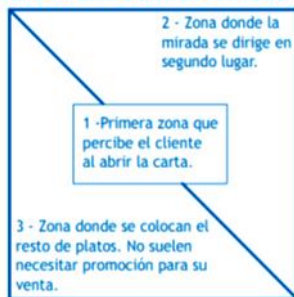 2 - Zona donde la
mirada se dirige en
segundo lugar.
1 -Primera zona que
percibe el cliente
al abrir la carta.
3 - Zona donde se colocan el
resto de platos. No suelen
necesitar promoción para su
venta.